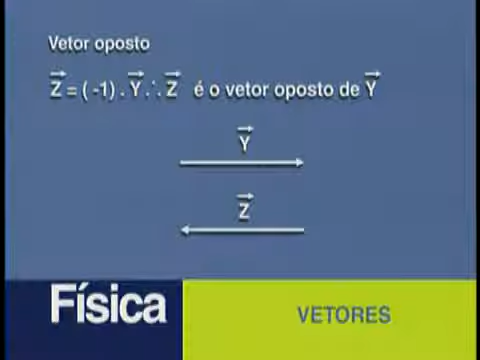 Vetor oposto
Z⃗ = ( -1) . Y⃗ ∴ Z⃗ é o vetor oposto de Y⃗
Y⃗
Z⃗
Física
VETORES